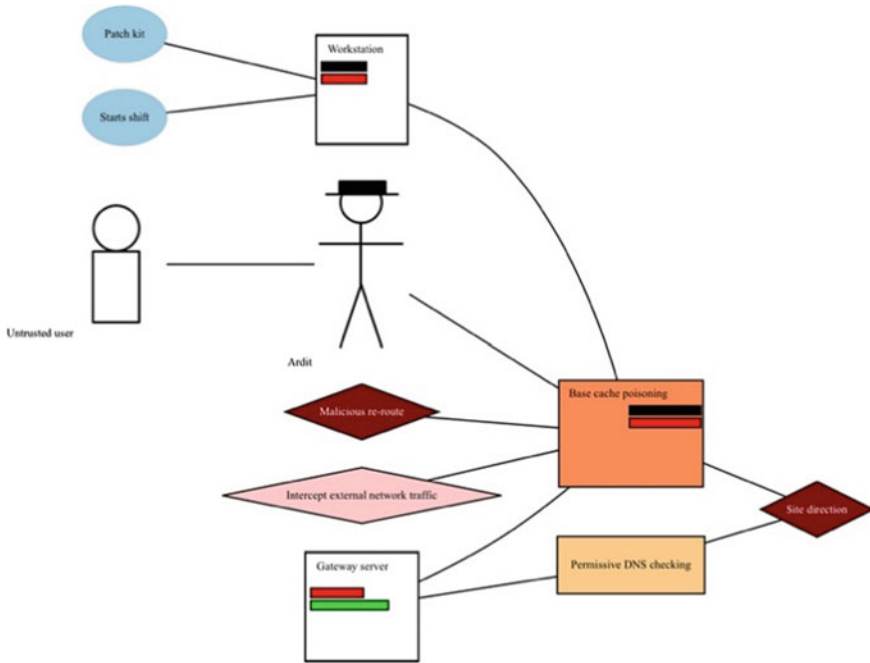 Patch kit
Workstation
Starts shift
Untrusted user
Ardit
Base cache poisoning
Malicious re-route
Intercept external network traffic
Site direction
Gateway server
Permissive DNS checking